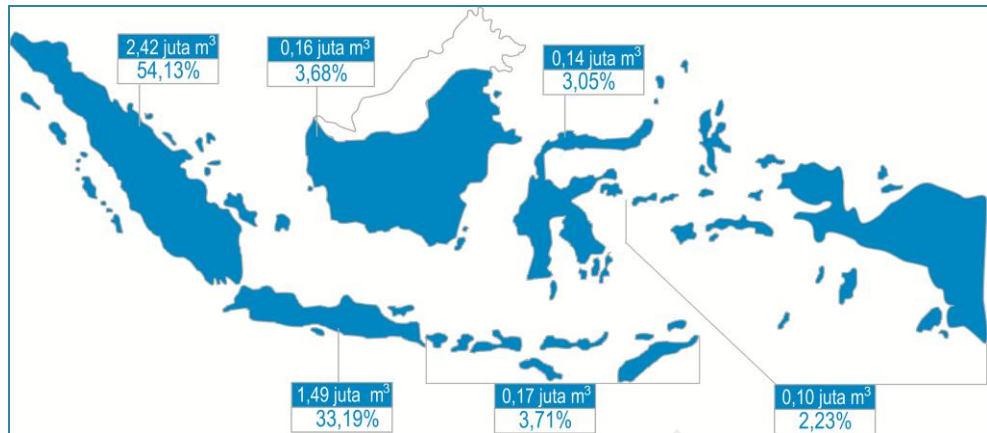 2,42 juta m³
54,13%
0,16 juta m³
3,68%
0,14 juta m³
3,05%
1,49 juta m³
33,19%
0,17 juta m³
3,71%
0,10 juta m³
2,23%